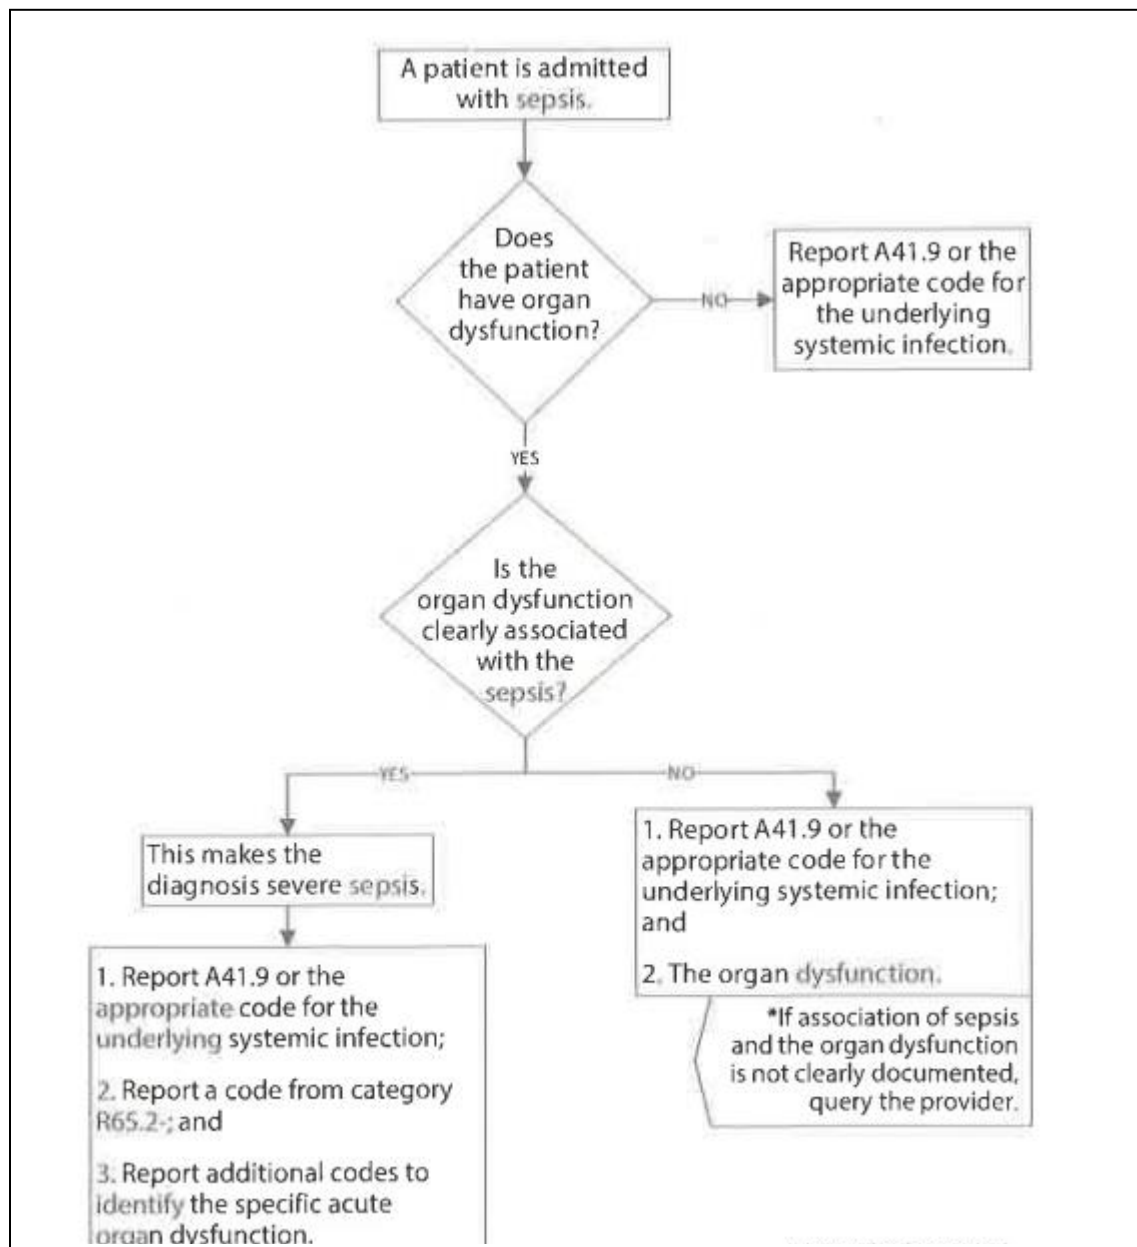 A patient is admitted
with sepsis.
Does
the patient
have organ
dysfunction?
NO
Report A41.9 or the
appropriate code for
the underlying
systemic infection.
YES
Is the
organ dysfunction
clearly associated
with the
sepsis?
YES
NO
This makes the
diagnosis severe sepsis.
1. Report A41.9 or the
appropriate code for the
underlying systemic infection;
2. Report a code from category
R65.2-; and
3. Report additional codes to
identify the specific acute
organ dysfunction.
1. Report A41.9 or the
appropriate code for the
underlying systemic infection;
and
2. The organ dysfunction.
*If association of sepsis
and the organ dysfunction
is not clearly documented,
query the provider.